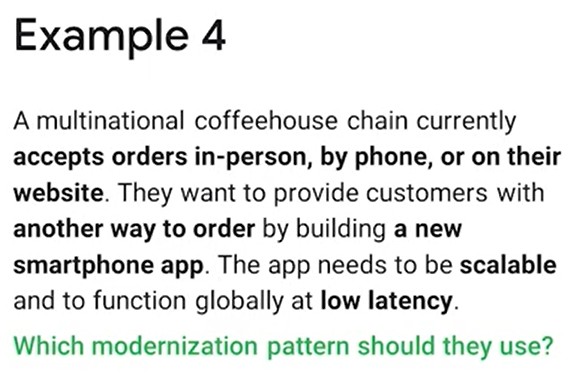 Example 4
A multinational coffeehouse chain currently
accepts orders in-person, by phone, or on their
website. They want to provide customers with
another way to order by building a new
smartphone app. The app needs to be scalable
and to function globally at low latency.
Which modernization pattern should they use?